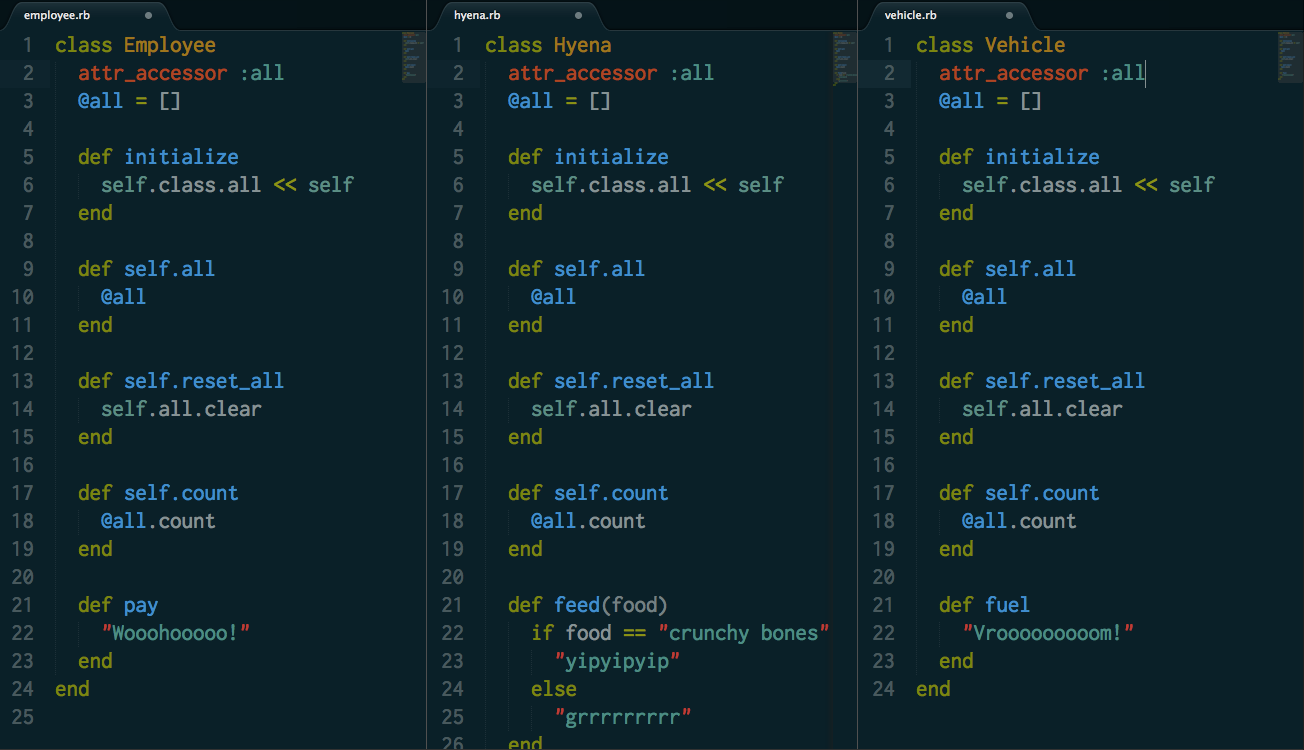 employee.rb
1 class Employee
2 attr_accessor :all
3 @all = []
4
5 def initialize
6 self.class.all << self
7 end
8
9 def self.all
10 @all
11 end
12
13 def self.reset_all
14 self.all.clear
15 end
16
17 def self.count
18 @all.count
19 end
20
21 def pay
22 "Wooohooooo!"
23 end
24 end
25
hyena.rb
1 class Hyena
2 attr_accessor :all
3 @all = []
4
5 def initialize
6 self.class.all << self
7 end
8
9 def self.all
10 @all
11 end
12
13 def self.reset_all
14 self.all.clear
15 end
16
17 def self.count
18 @all.count
19 end
20
21 def feed(food)
22 if food == "crunchy bones"
23 "yipyipyip"
24 else
25 "grrrrrrrrr"
26 end
vehicle.rb
1 class Vehicle
2 attr_accessor :all
3 @all = []
4
5 def initialize
6 self.class.all << self
7 end
8
9 def self.all
10 @all
11 end
12
13 def self.reset_all
14 self.all.clear
15 end
16
17 def self.count
18 @all.count
19 end
20
21 def fuel
22 "Vrooooooooom!"
23 end
24 end